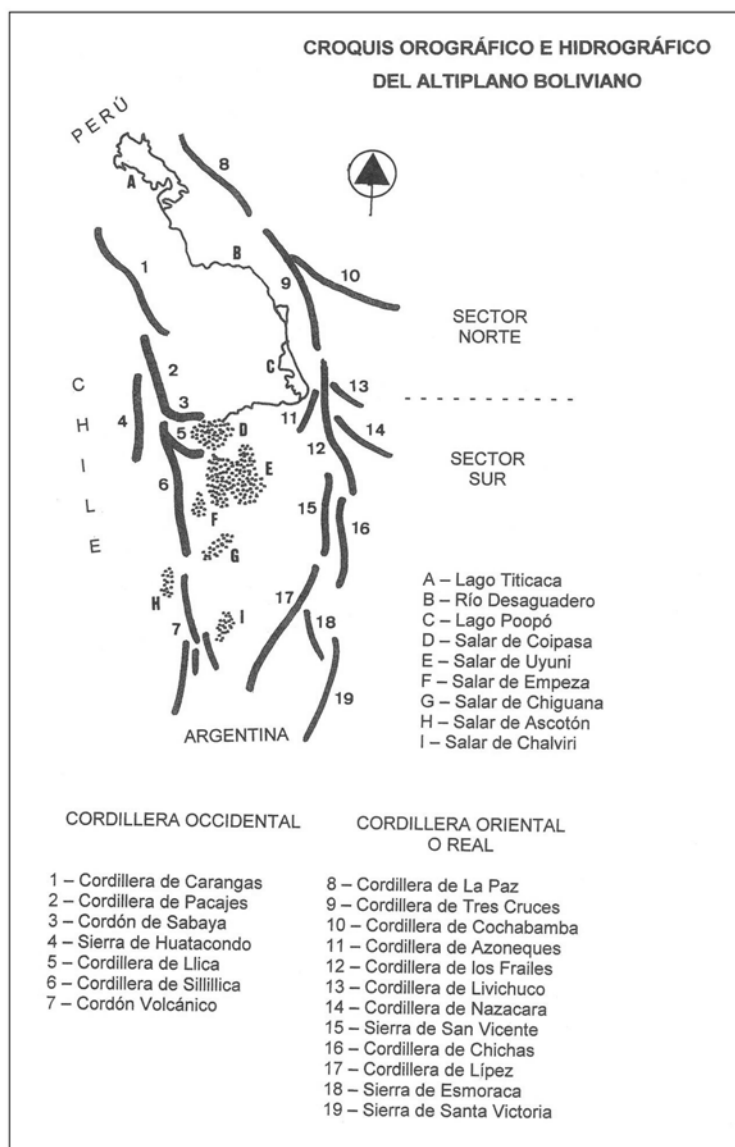 CROQUIS OROGRÁFICO E HIDROGRÁFICO
DEL ALTIPLANO BOLIVIANO
PERÚ
A
8
B
1
9
10
SECTOR
NORTE
CHILE
2
C
13
3
4
11
14
5
D
12
SECTOR
SUR
6
E
15
F
16
G
H
17
I
18
7
19
ARGENTINA
A – Lago Titicaca
B – Río Desaguadero
C – Lago Poopó
D – Salar de Coipasa
E – Salar de Uyuni
F – Salar de Empeza
G – Salar de Chiguana
H – Salar de Ascotón
I – Salar de Chalviri
CORDILLERA OCCIDENTAL
1 – Cordillera de Carangas
2 – Cordillera de Pacajes
3 – Cordón de Sabaya
4 – Sierra de Huatacondo
5 – Cordillera de Llica
6 – Cordillera de Sillillica
7 – Cordón Volcánico
CORDILLERA ORIENTAL
O REAL
8 – Cordillera de La Paz
9 – Cordillera de Tres Cruces
10 – Cordillera de Cochabamba
11 – Cordillera de Azoneques
12 – Cordillera de los Frailes
13 – Cordillera de Livichuco
14 – Cordillera de Nazacara
15 – Sierra de San Vicente
16 – Cordillera de Chichas
17 – Cordillera de Lípez
18 – Sierra de Esmoraca
19 – Sierra de Santa Victoria